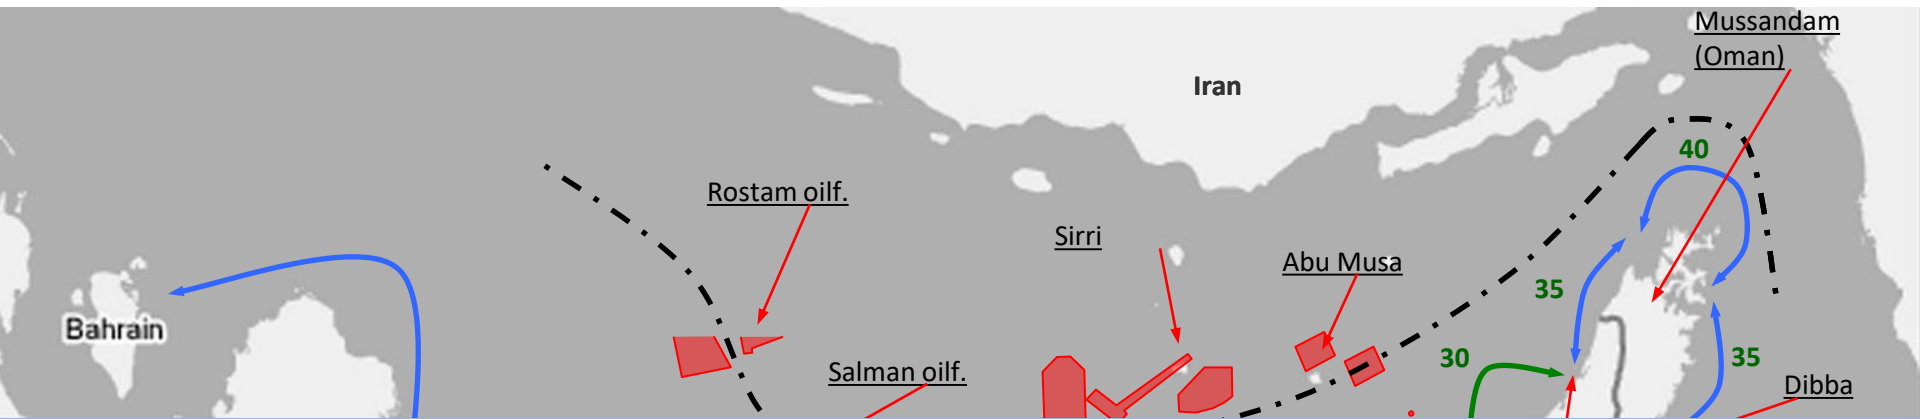 Mussandam
(Oman)
Iran
40
Rostam oilf.
Sirri
Abu Musa
35
Bahrain
30
35
Salman oilf.
Dibba